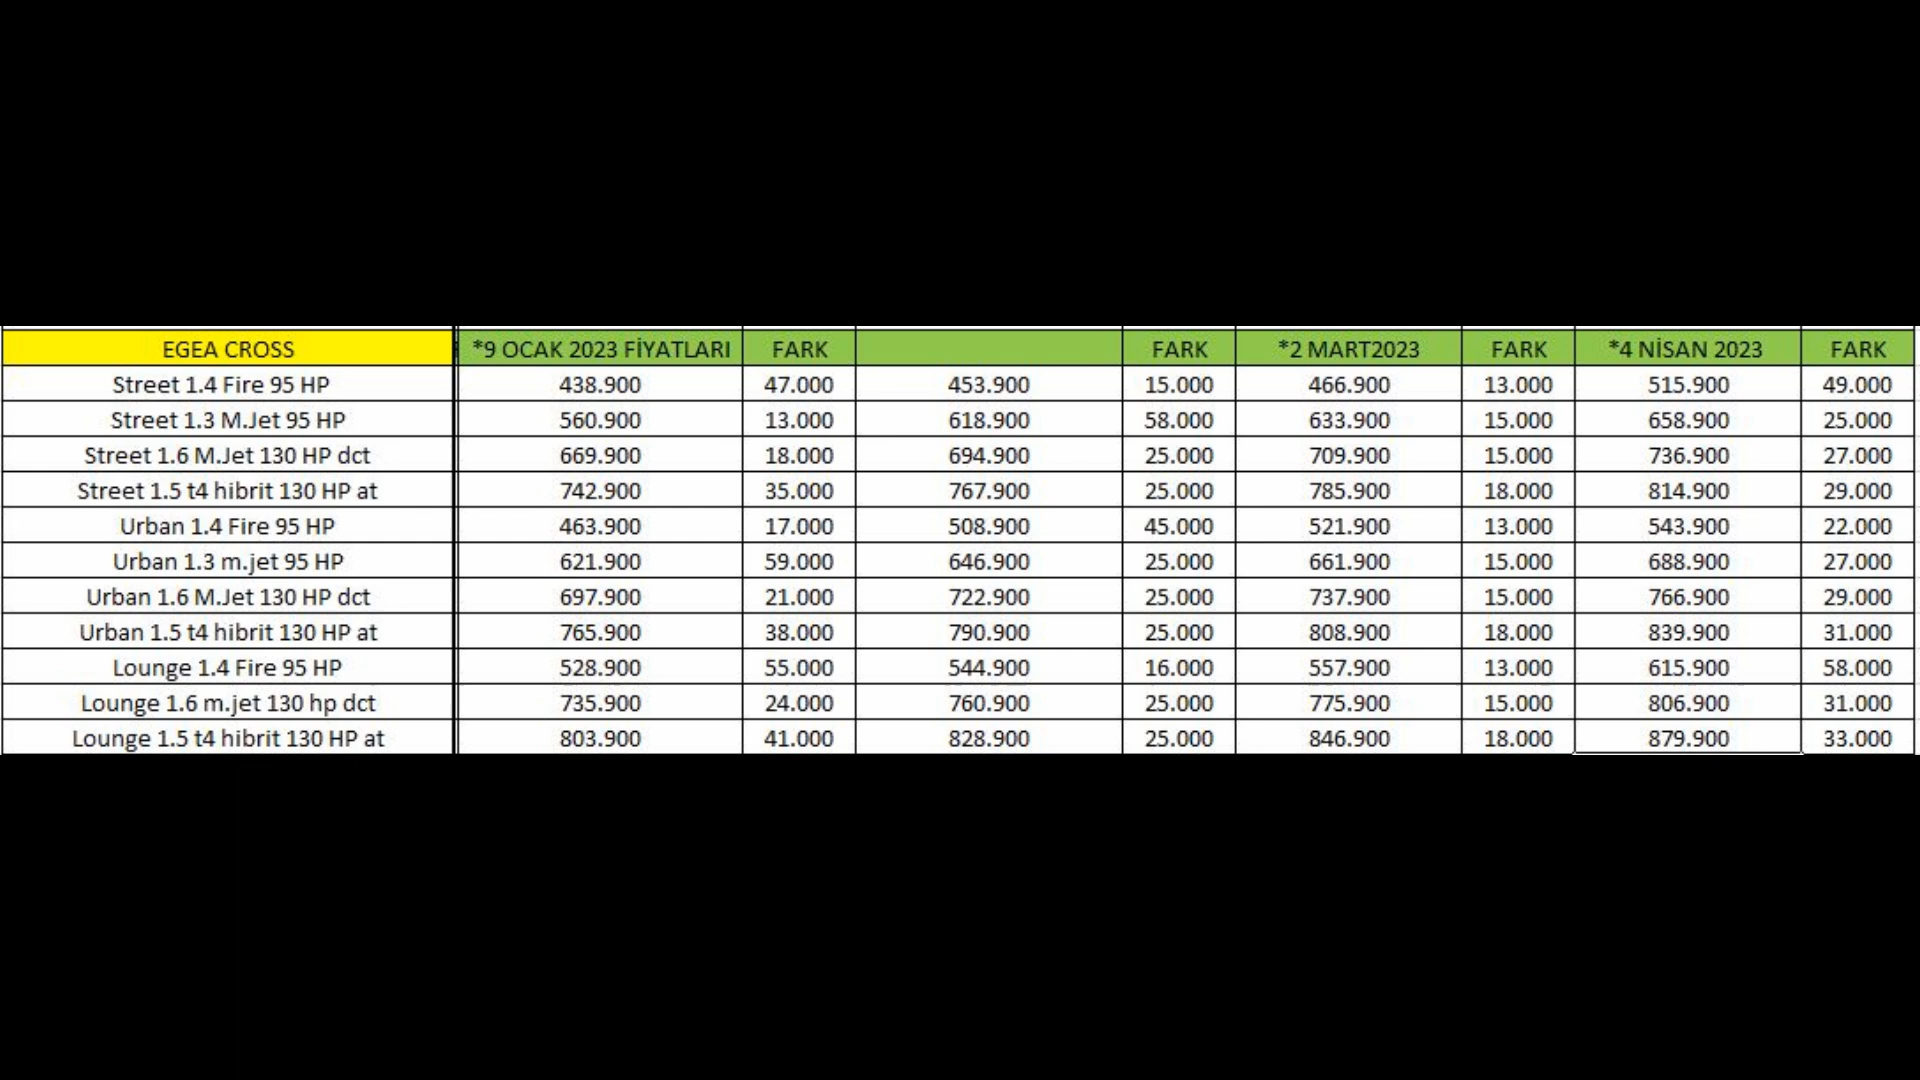 EGEA CROSS *9 OCAK 2023 FİYATLARI FARK FARK *2 MART2023 FARK *4 NİSAN 2023 FARK
Street 1.4 Fire 95 HP 438.900 47.000 453.900 15.000 466.900 13.000 515.900 49.000
Street 1.3 M.Jet 95 HP 560.900 13.000 618.900 58.000 633.900 15.000 658.900 25.000
Street 1.6 M.Jet 130 HP dct 669.900 18.000 694.900 25.000 709.900 15.000 736.900 27.000
Street 1.5 t4 hibrit 130 HP at 742.900 35.000 767.900 25.000 785.900 18.000 814.900 29.000
Urban 1.4 Fire 95 HP 463.900 17.000 508.900 45.000 521.900 13.000 543.900 22.000
Urban 1.3 m.jet 95 HP 621.900 59.000 646.900 25.000 661.900 15.000 688.900 27.000
Urban 1.6 M.Jet 130 HP dct 697.900 21.000 722.900 25.000 737.900 15.000 766.900 29.000
Urban 1.5 t4 hibrit 130 HP at 765.900 38.000 790.900 25.000 808.900 18.000 839.900 31.000
Lounge 1.4 Fire 95 HP 528.900 55.000 544.900 16.000 557.900 13.000 615.900 58.000
Lounge 1.6 m.jet 130 hp dct 735.900 24.000 760.900 25.000 775.900 15.000 806.900 31.000
Lounge 1.5 t4 hibrit 130 HP at 803.900 41.000 828.900 25.000 846.900 18.000 879.900 33.000